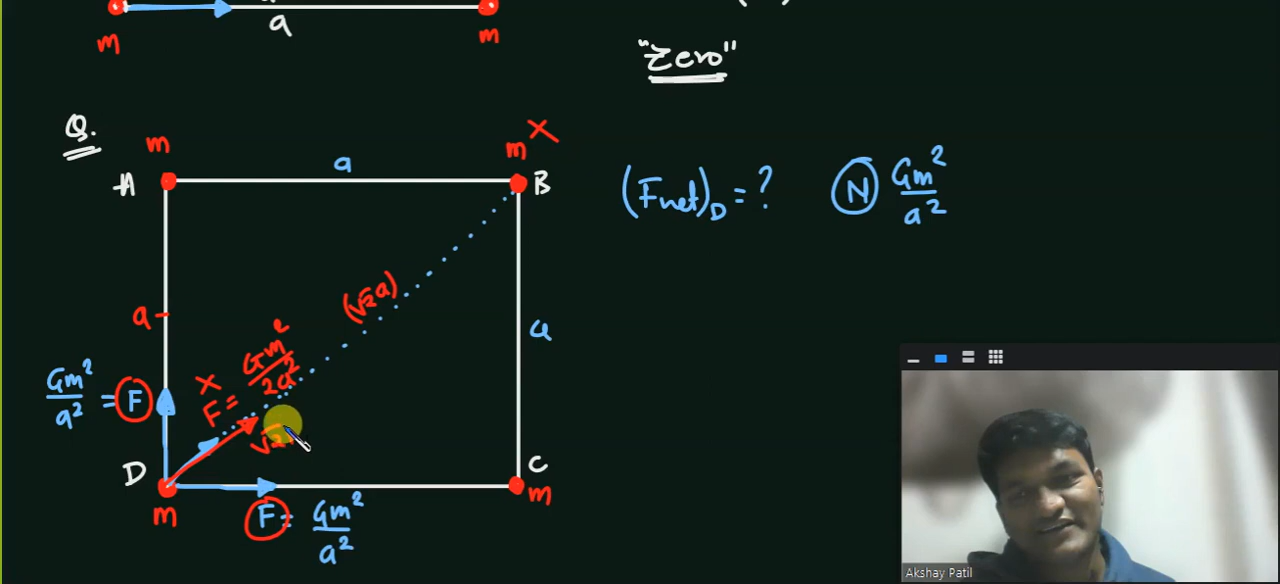 a
m
m
"Zero"
Q.
m
m
X
A
a
B
(Fnet)D = ?
N Gm²/a²
(√2a)
a
a
Gm²/a² = F
X
F = Gm²/2a²
D
C
m
m
F = Gm²/a²
Akshay Patil